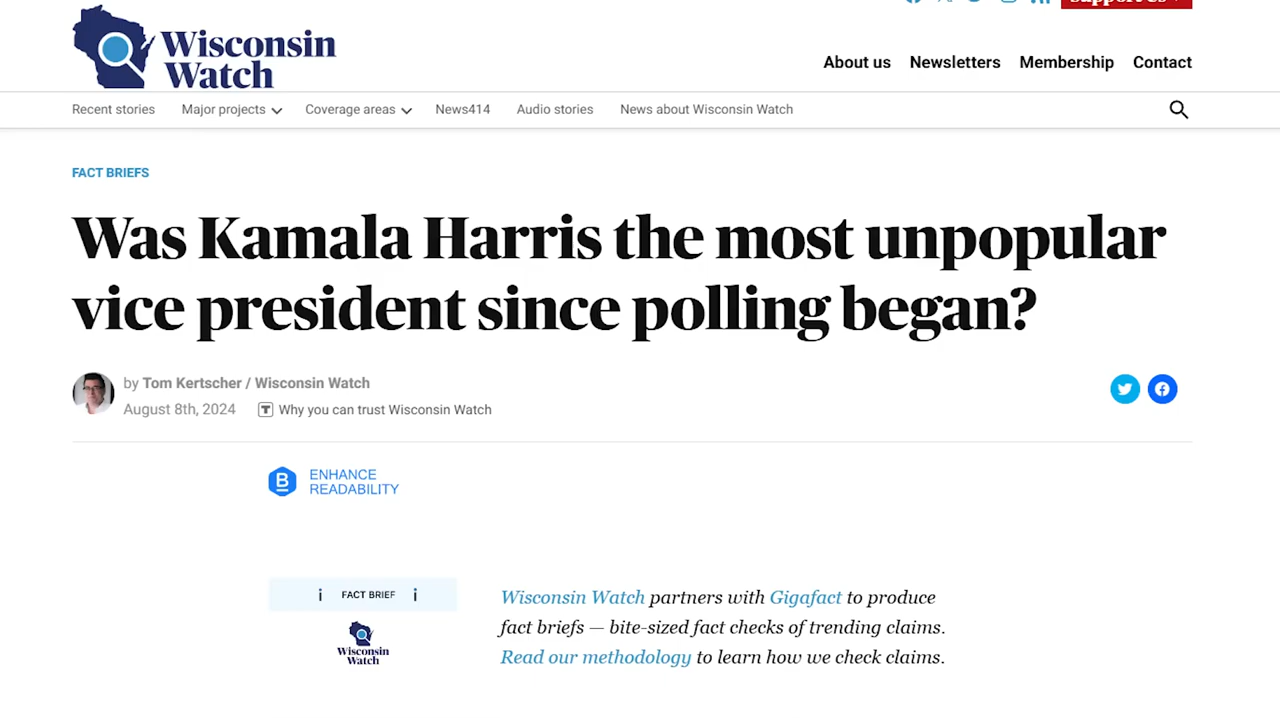 Support us
Wisconsin
Watch
About us Newsletters Membership Contact
Recent stories Major projects Coverage areas News414 Audio stories News about Wisconsin Watch
FACT BRIEFS
Was Kamala Harris the most unpopular
vice president since polling began?
by Tom Kertscher / Wisconsin Watch
August 8th, 2024 T Why you can trust Wisconsin Watch
B ENHANCE
READABILITY
i FACT BRIEF i
Wisconsin
Watch
Wisconsin Watch partners with Gigafact to produce
fact briefs — bite-sized fact checks of trending claims.
Read our methodology to learn how we check claims.